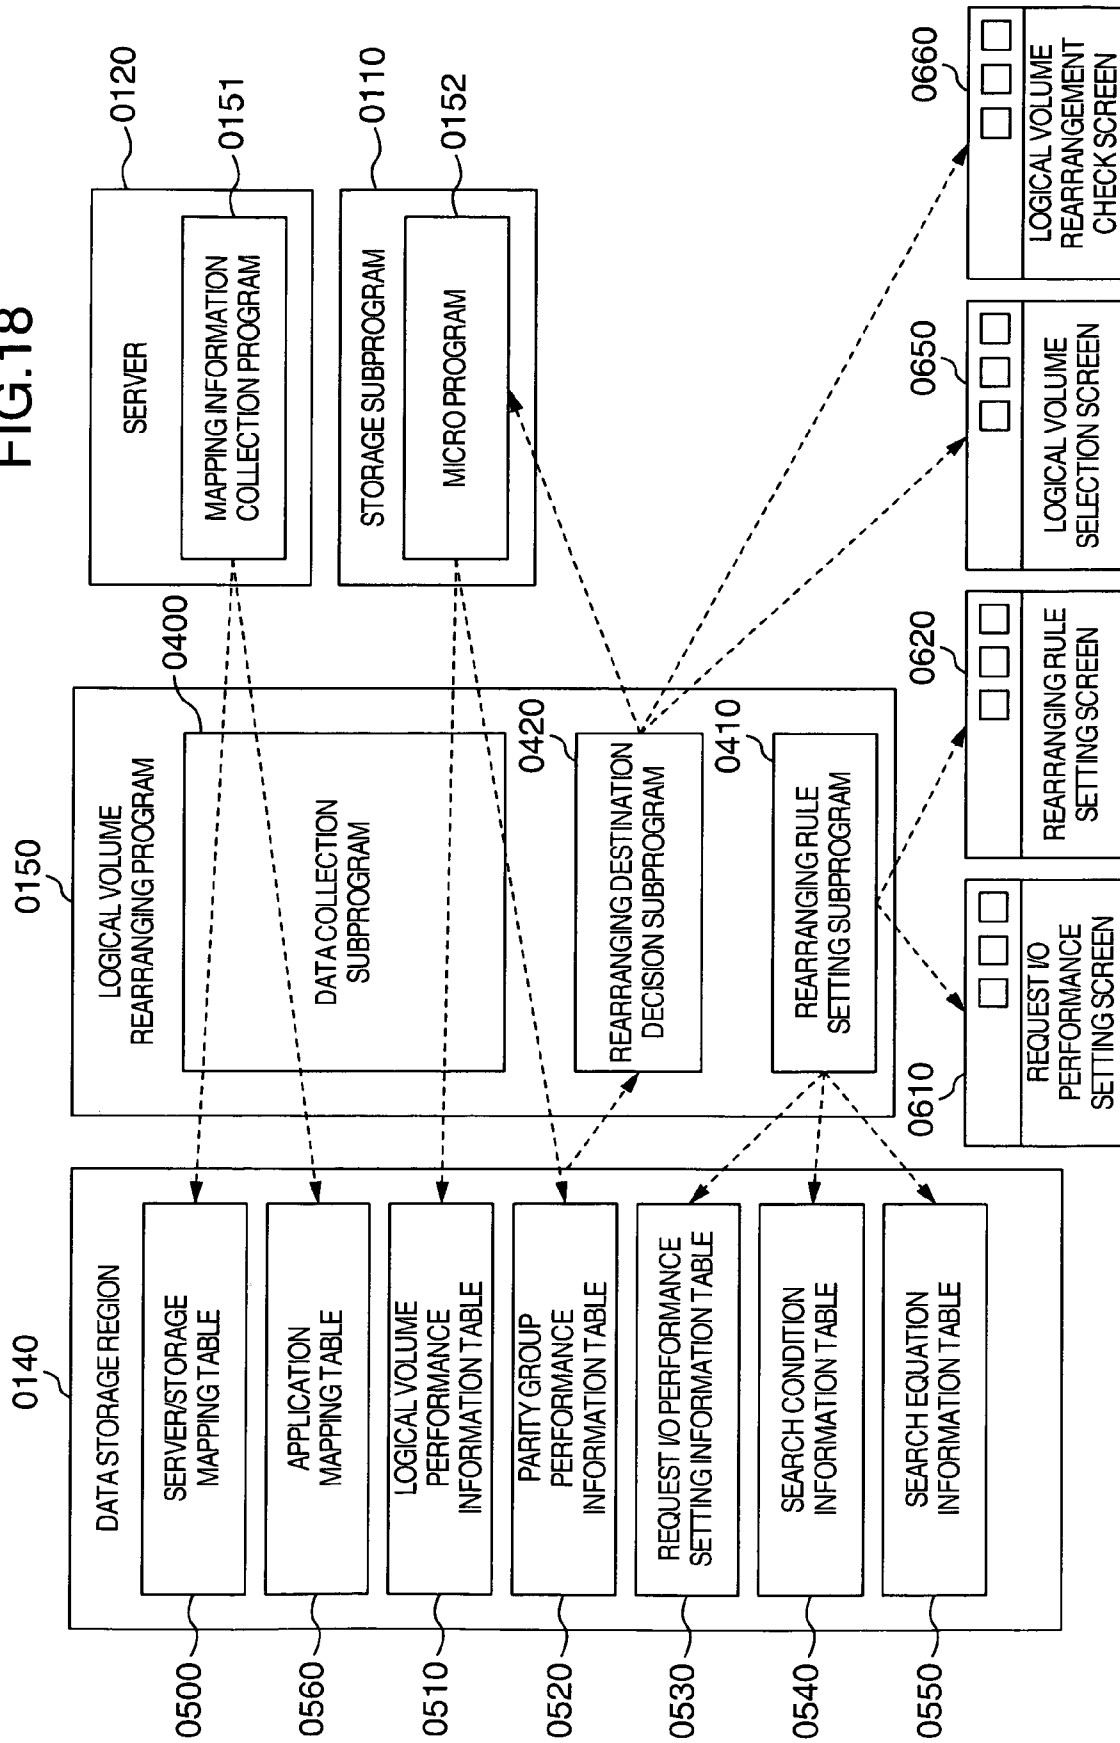 FIG.18
0140
DATA STORAGE REGION
0500
SERVER/STORAGE
MAPPING TABLE
0560
APPLICATION
MAPPING TABLE
0510
LOGICAL VOLUME
PERFORMANCE
INFORMATION TABLE
0520
PARITY GROUP
PERFORMANCE
INFORMATION TABLE
0530
REQUEST I/O PERFORMANCE
SETTING INFORMATION TABLE
0540
SEARCH CONDITION
INFORMATION TABLE
0550
SEARCH EQUATION
INFORMATION TABLE
0150
LOGICAL VOLUME
REARRANGING PROGRAM
0400
DATA COLLECTION
SUBPROGRAM
0420
REARRANGING DESTINATION
DECISION SUBPROGRAM
0410
REARRANGING RULE
SETTING SUBPROGRAM
0120
SERVER
0151
MAPPING INFORMATION
COLLECTION PROGRAM
0110
STORAGE SUBPROGRAM
0152
MICRO PROGRAM
0610
REQUEST I/O
PERFORMANCE
SETTING SCREEN
0620
REARRANGING RULE
SETTING SCREEN
0650
LOGICAL VOLUME
SELECTION SCREEN
0660
LOGICAL VOLUME
REARRANGEMENT
CHECK SCREEN